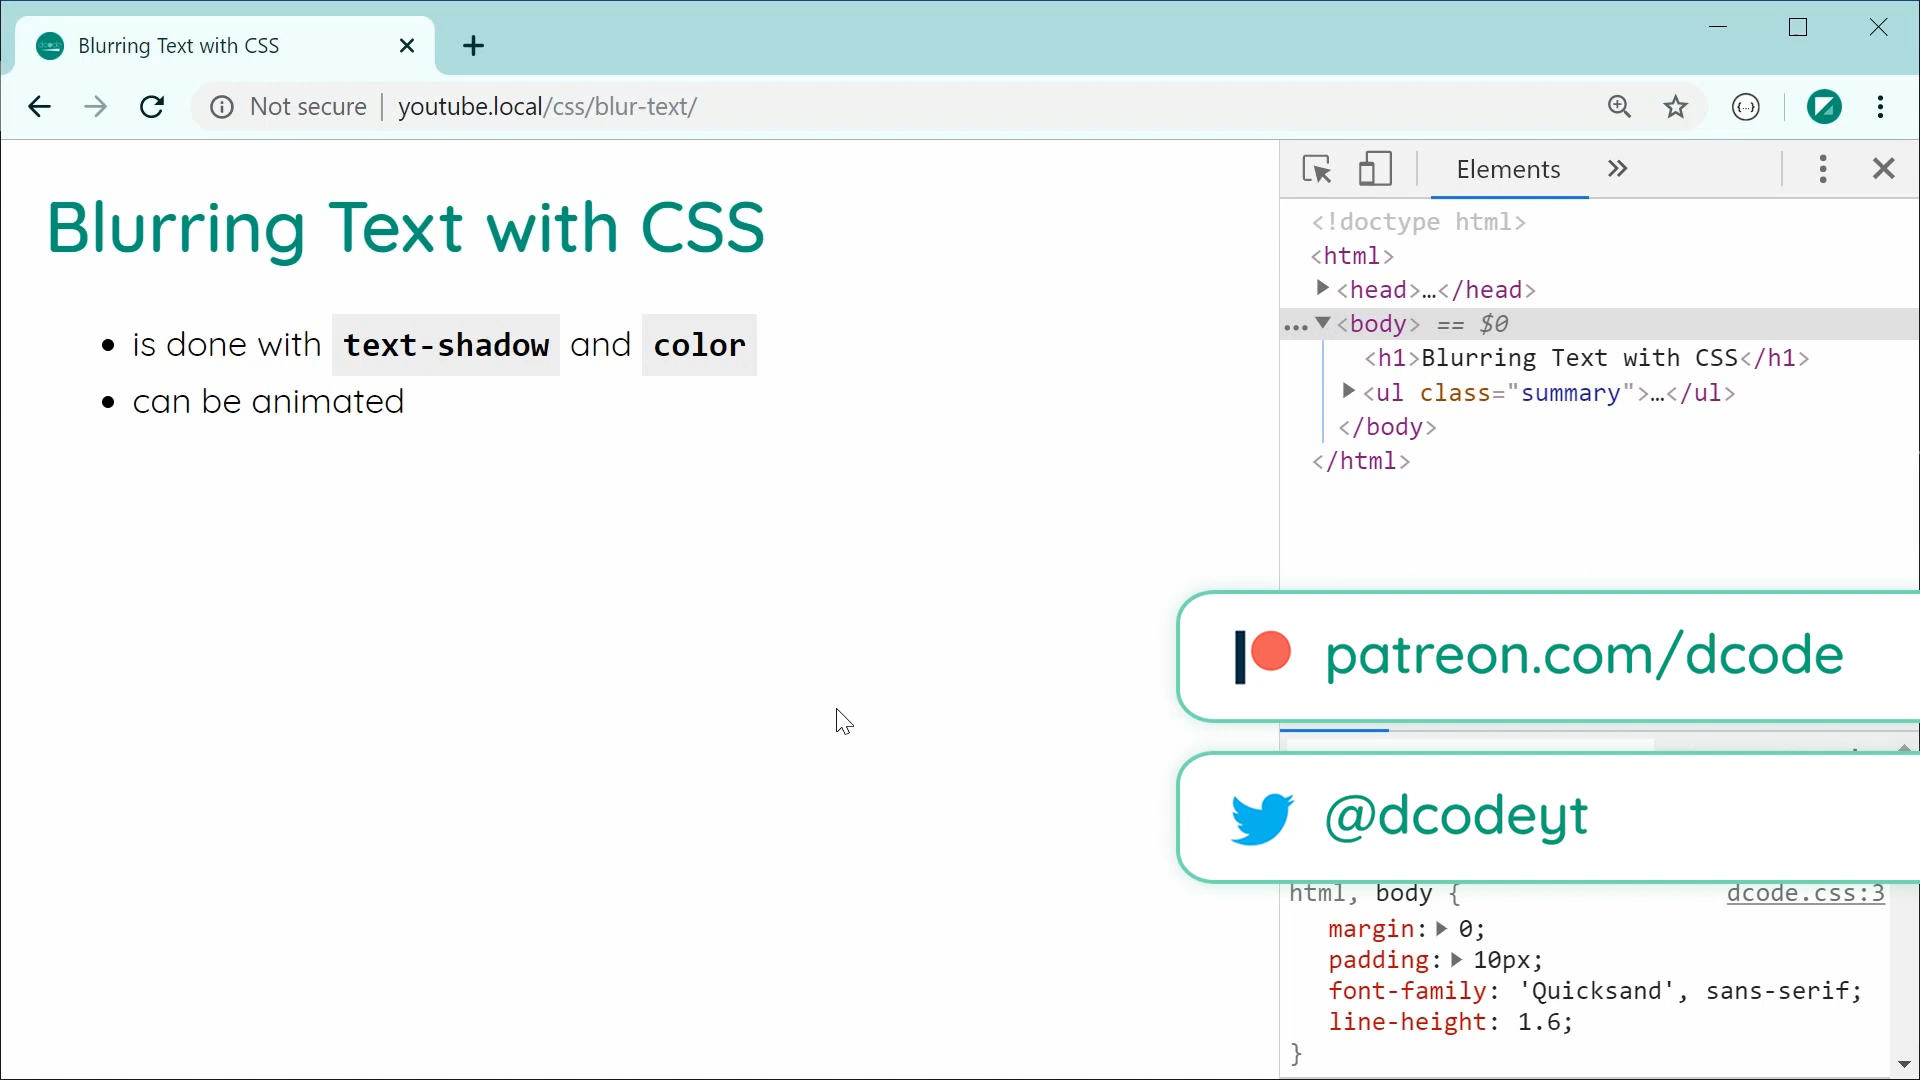 Blurring Text with CSS
Not secure youtube.local/css/blur-text/
Blurring Text with CSS
is done with text-shadow and color
can be animated
Elements
<!doctype html>
<html>
<head>…</head>
<body> == $0
<h1>Blurring Text with CSS</h1>
<ul class="summary">…</ul>
</body>
</html>
patreon.com/dcode
@dcodeyt
html, body { dcode.css:3
margin: 0;
padding: 10px;
font-family: 'Quicksand', sans-serif;
line-height: 1.6;
}